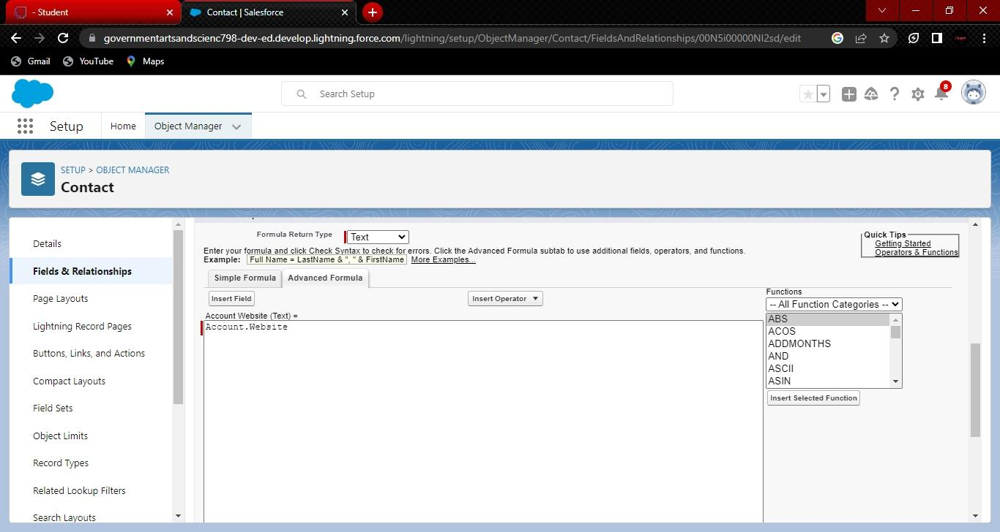 - Student
Contact | Salesforce
governmentartsandscienc798-dev-ed.develop.lightning.force.com/lightning/setup/ObjectManager/Contact/FieldsAndRelationships/00N5i00000NI2sd/edit
Gmail YouTube Maps
Search Setup
8
Setup Home Object Manager
SETUP > OBJECT MANAGER
Contact
Details
Fields & Relationships
Page Layouts
Lightning Record Pages
Buttons, Links, and Actions
Compact Layouts
Field Sets
Object Limits
Record Types
Related Lookup Filters
Search Layouts
Formula Return Type Text
Quick Tips
Getting Started
Operators & Functions
Enter your formula and click Check Syntax to check for errors. Click the Advanced Formula subtab to use additional fields, operators, and functions.
Example: Full Name = LastName & ", " & FirstName More Examples...
Simple Formula Advanced Formula
Insert Field Insert Operator
Account Website (Text) =
Account.Website
Functions
-- All Function Categories --
ABS
ACOS
ADDMONTHS
AND
ASCII
ASIN
Insert Selected Function